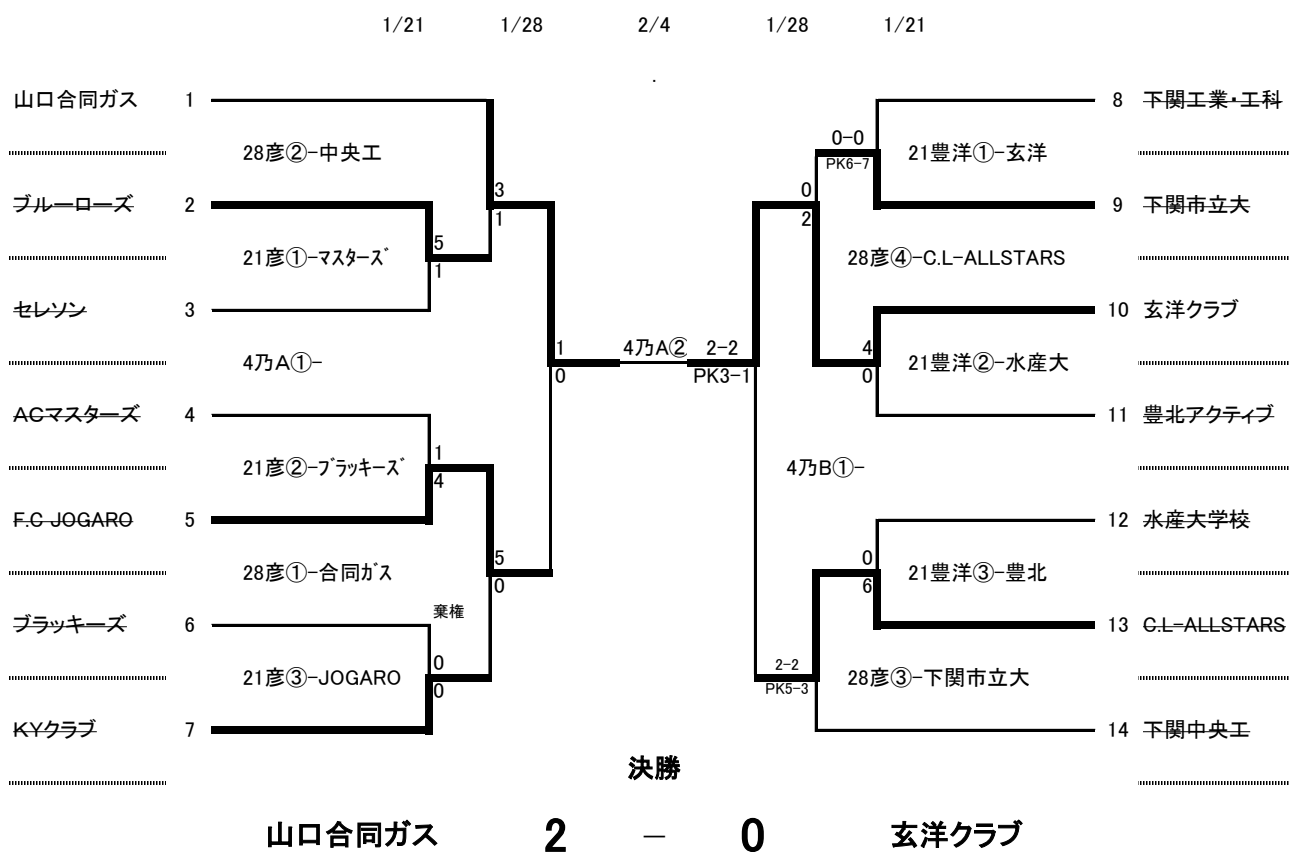 1/21 1/28 2/4 1/28 1/21
.
山口合同ガス 1 8 下関工業・工科
0-0
28彦②-中央工 PK6-7 21豊洋①-玄洋
3 0
ブルーローズ 2 9 下関市立大
1 2
5
21彦①-マスターズ 28彦④-C.L-ALLSTARS
1
セレソン 3 10 玄洋クラブ
1 4乃A② 2-2 4
4乃A①- 21豊洋②-水産大
0 PK3-1 0
ACマスターズ 4 11 豊北アクティブ
1
21彦②-ブラッキーズ 4乃B①-
4
F.C JOGARO 5 12 水産大学校
5 0
28彦①-合同ガス 21豊洋③-豊北
0 6
棄権
ブラッキーズ 6 13 C.L-ALLSTARS
0 2-2
21彦③-JOGARO 28彦③-下関市立大
0 PK5-3
KYクラブ 7 14 下関中央工
決勝
山口合同ガス 2 － 0 玄洋クラブ